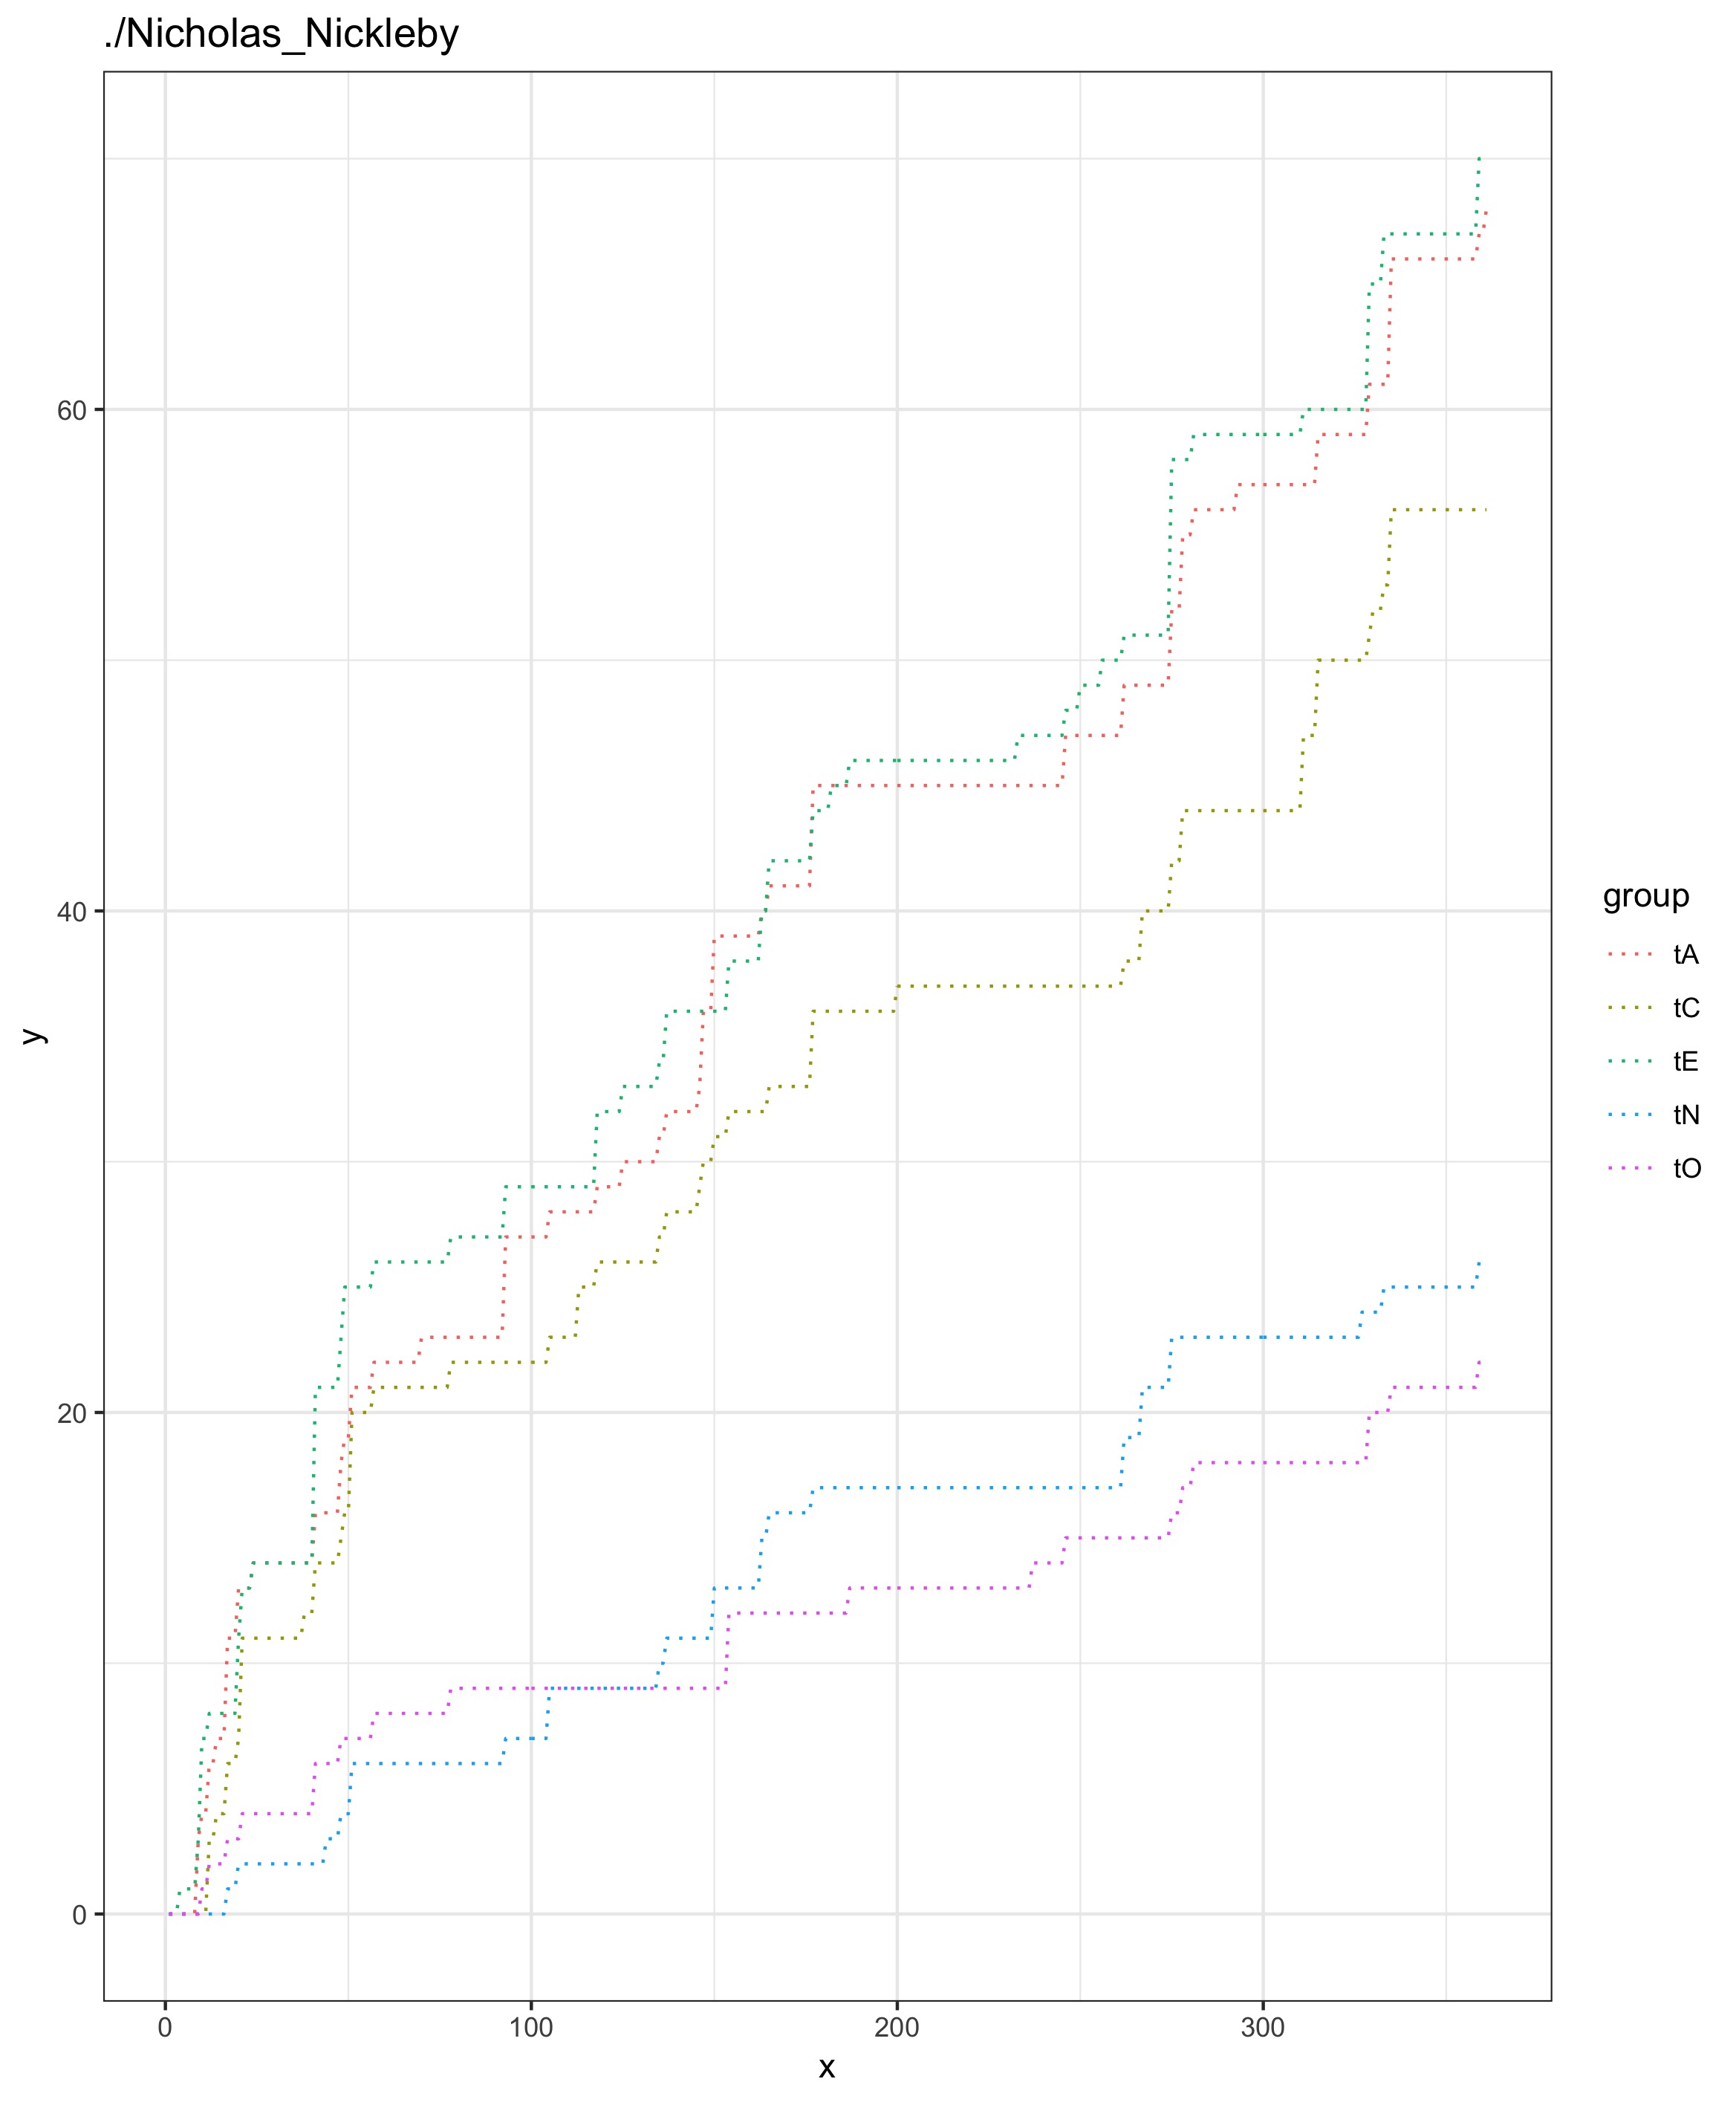 ./Nicholas_Nickleby
60
40
20
0
y
0 100 200 300
x
group
tA
tC
tE
tN
tO